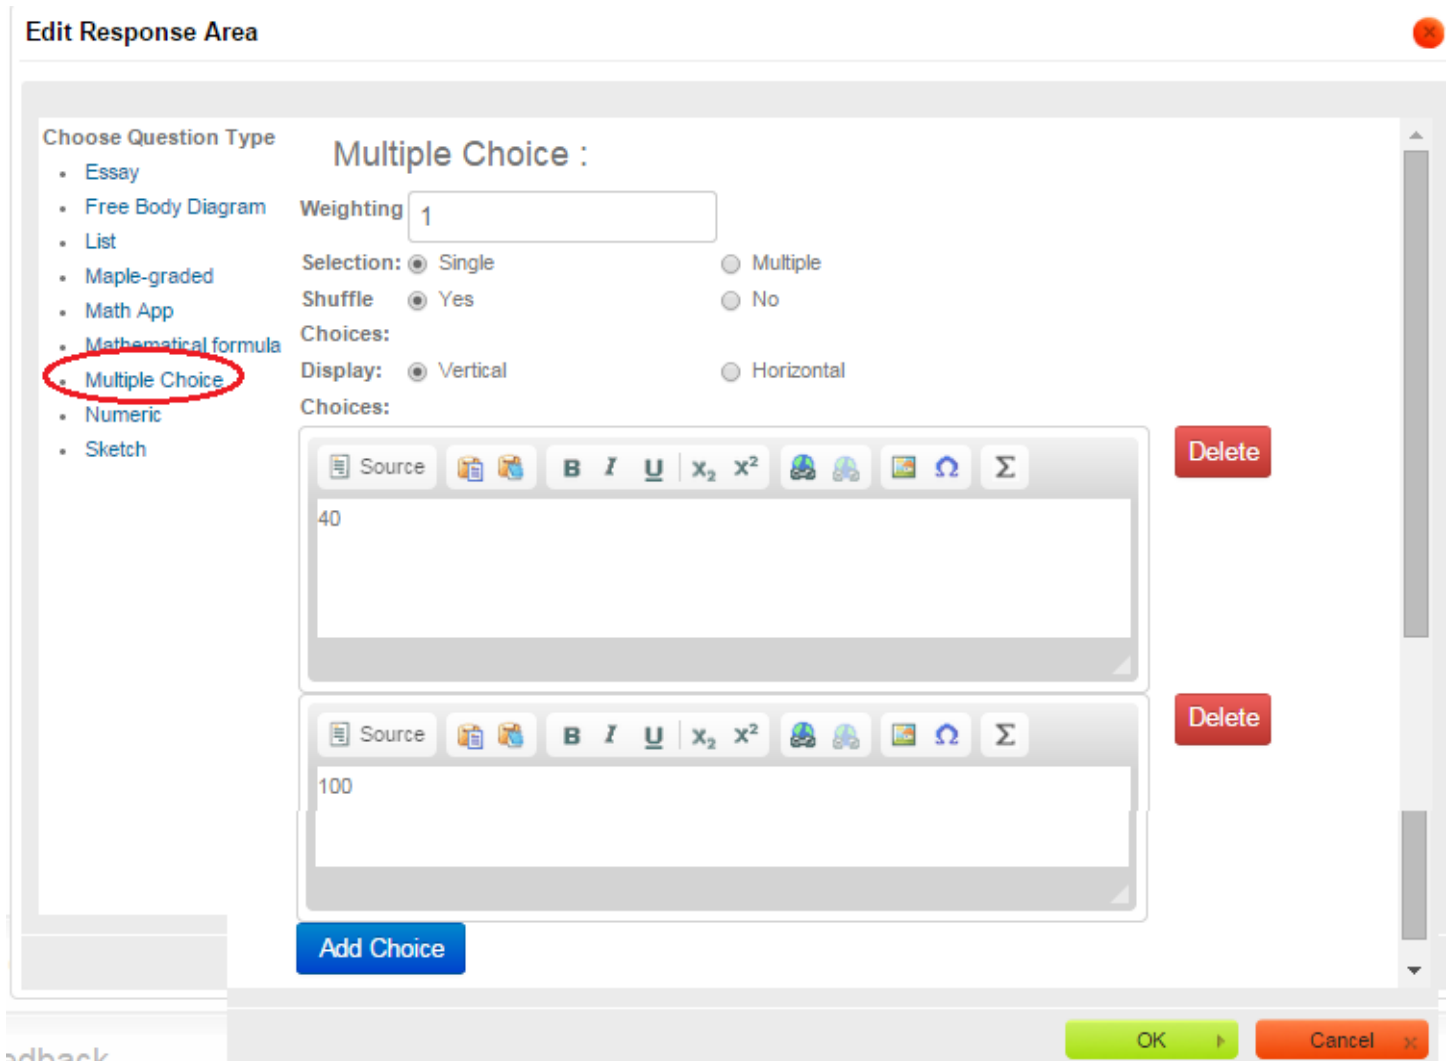 Edit Response Area
Choose Question Type
Essay
Free Body Diagram
List
Maple-graded
Math App
Mathematical formula
Multiple Choice
Numeric
Sketch
Multiple Choice :
Weighting 1
Selection: Single Multiple
Shuffle Yes No
Choices:
Display: Vertical Horizontal
Choices:
Source B I U x₂ x² Ω Σ
Delete
40
Source B I U x₂ x² Ω Σ
Delete
100
Add Choice
OK Cancel